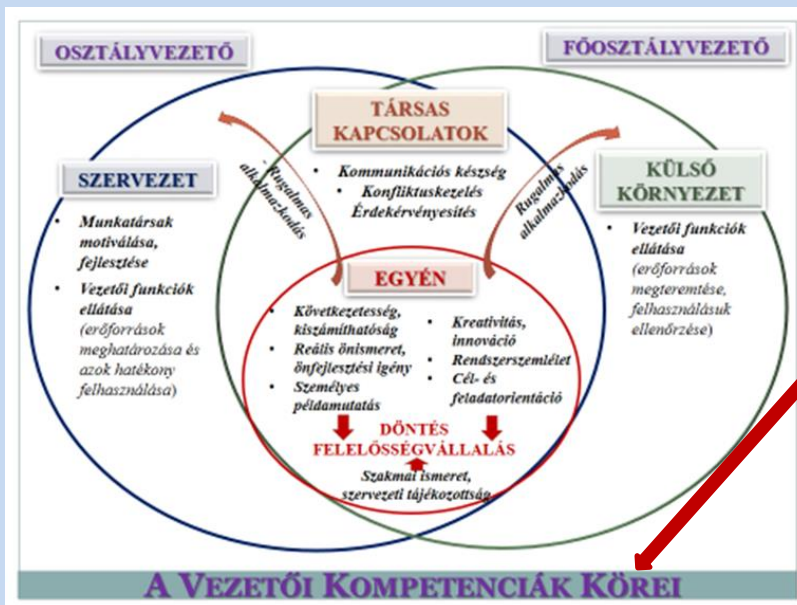 OSZTÁLYVEZETŐ
FŐOSZTÁLYVEZETŐ
TÁRSAS
KAPCSOLATOK
• Kommunikációs készség
• Konfliktuskezelés
Érdekérvényesítés
- Rugalmas
alkalmazkodás
Rugalmas
alkalmazkodás
SZERVEZET
• Munkatársak
motiválása,
fejlesztése
• Vezetői funkciók
ellátása
(erőforrások
meghatározása és
azok hatékony
felhasználása)
KÜLSŐ
KÖRNYEZET
• Vezetői funkciók
ellátása
(erőforrások
megteremtése,
felhasználásuk
ellenőrzése)
EGYÉN
• Következetesség,
kiszámíthatóság
• Reális önismeret,
önfejlesztési igény
• Személyes
példamutatás
• Kreativitás,
innováció
• Rendszerszemlélet
• Cél- és
feladatorientáció
DÖNTÉS
FELELŐSSÉGVÁLLALÁS
Szakmai ismeret,
szervezeti tájékozottság
A VEZETŐI KOMPETENCIÁK KÖREI